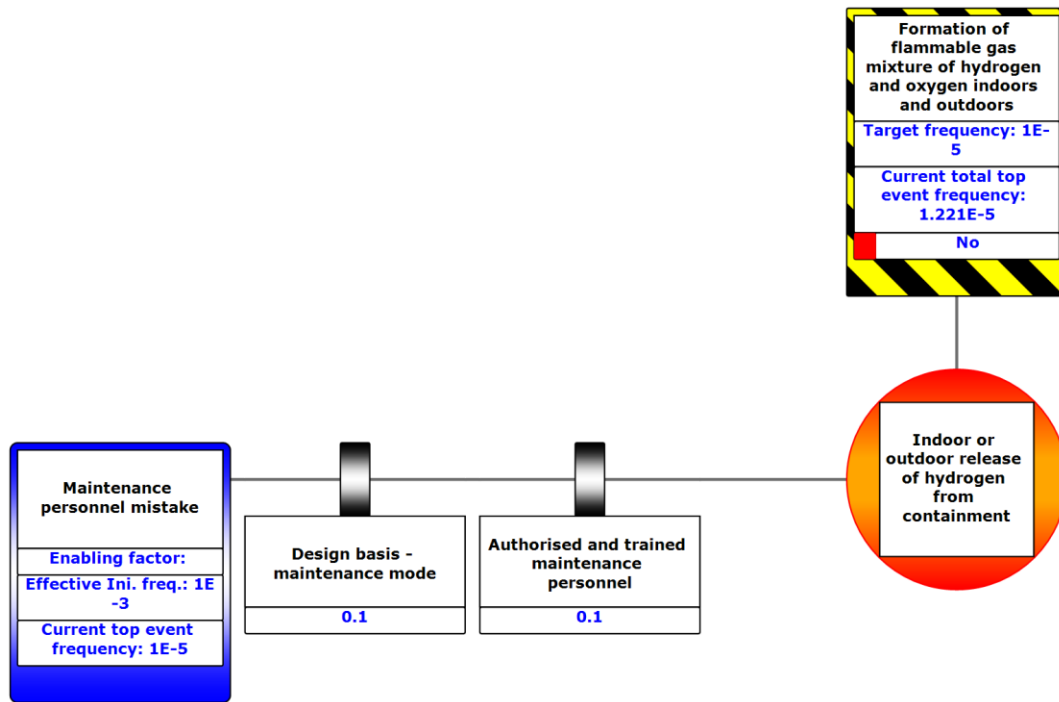 Formation of
flammable gas
mixture of hydrogen
and oxygen indoors
and outdoors
Target frequency: 1E-
5
Current total top
event frequency:
1.221E-5
No
Maintenance
personnel mistake
Enabling factor:
Effective Ini. freq.: 1E
-3
Current top event
frequency: 1E-5
Design basis –
maintenance mode
0.1
Authorised and trained
maintenance
personnel
0.1
Indoor or
outdoor release
of hydrogen
from
containment